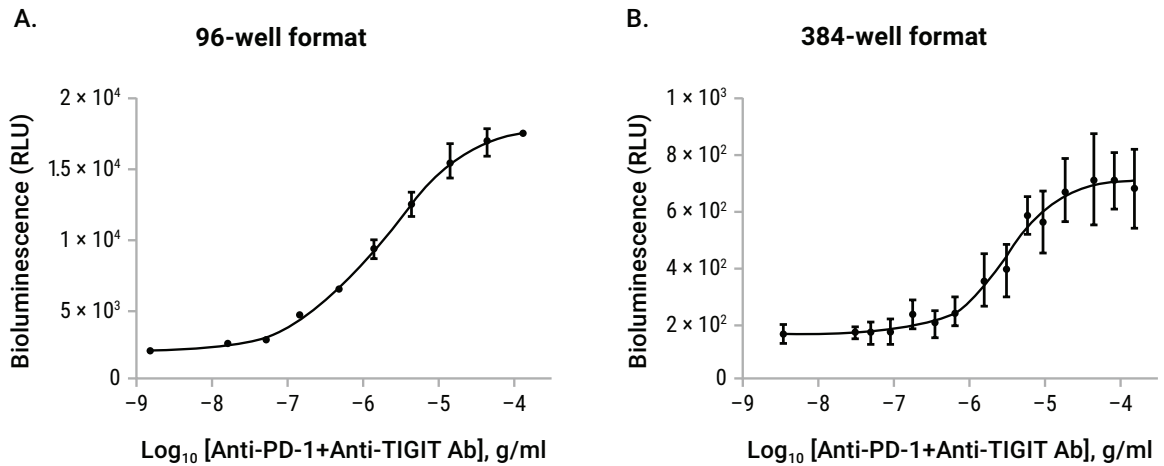 A.
96-well format
Bioluminescence (RLU)
2 × 10⁴
1.5 × 10⁴
1 × 10⁴
5 × 10³
0
−9 −8 −7 −6 −5 −4
Log₁₀ [Anti-PD-1+Anti-TIGIT Ab], g/ml
B.
384-well format
Bioluminescence (RLU)
1 × 10³
8 × 10²
6 × 10²
4 × 10²
2 × 10²
0
−9 −8 −7 −6 −5 −4
Log₁₀ [Anti-PD-1+Anti-TIGIT Ab], g/ml